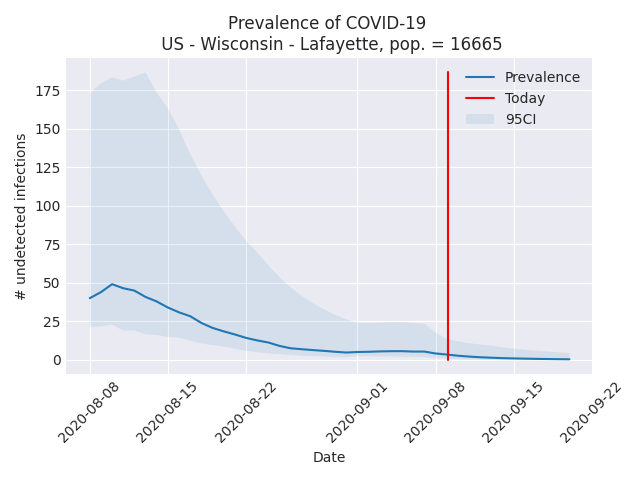 Prevalence of COVID-19
US - Wisconsin - Lafayette, pop. = 16665
Prevalence
Today
95CI
# undetected infections
175
150
125
100
75
50
25
0
2020-08-08
2020-08-15
2020-08-22
2020-09-01
2020-09-08
2020-09-15
2020-09-22
Date